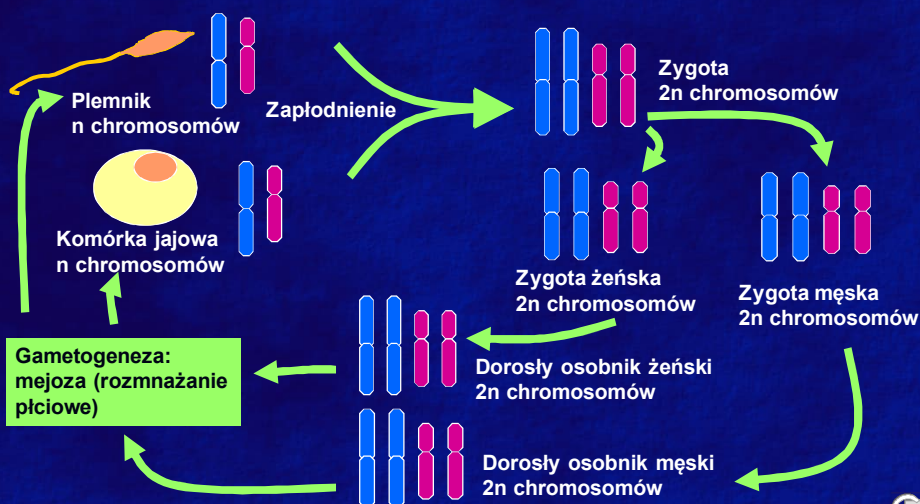 Plemnik
n chromosomów
Zapłodnienie
Zygota
2n chromosomów
Komórka jajowa
n chromosomów
Zygota żeńska
2n chromosomów
Zygota męska
2n chromosomów
Gametogeneza:
mejoza (rozmnażanie
płciowe)
Dorosły osobnik żeński
2n chromosomów
Dorosły osobnik męski
2n chromosomów